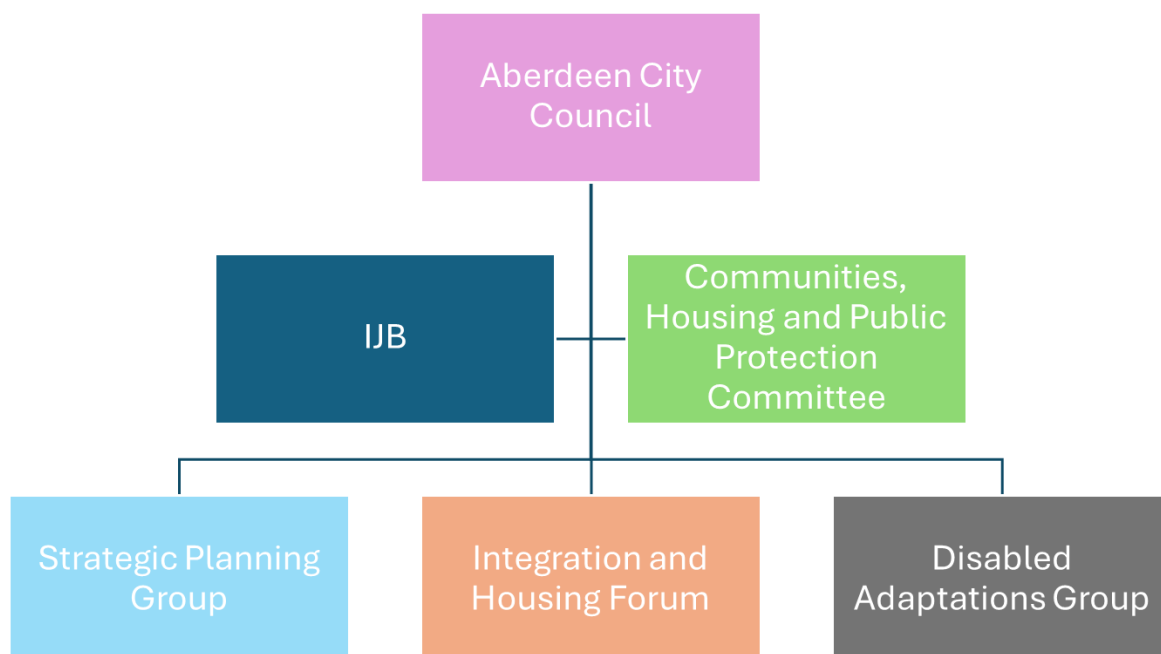 Aberdeen City
Council
IJB
Communities,
Housing and Public
Protection
Committee
Strategic Planning
Group
Integration and
Housing Forum
Disabled
Adaptations Group